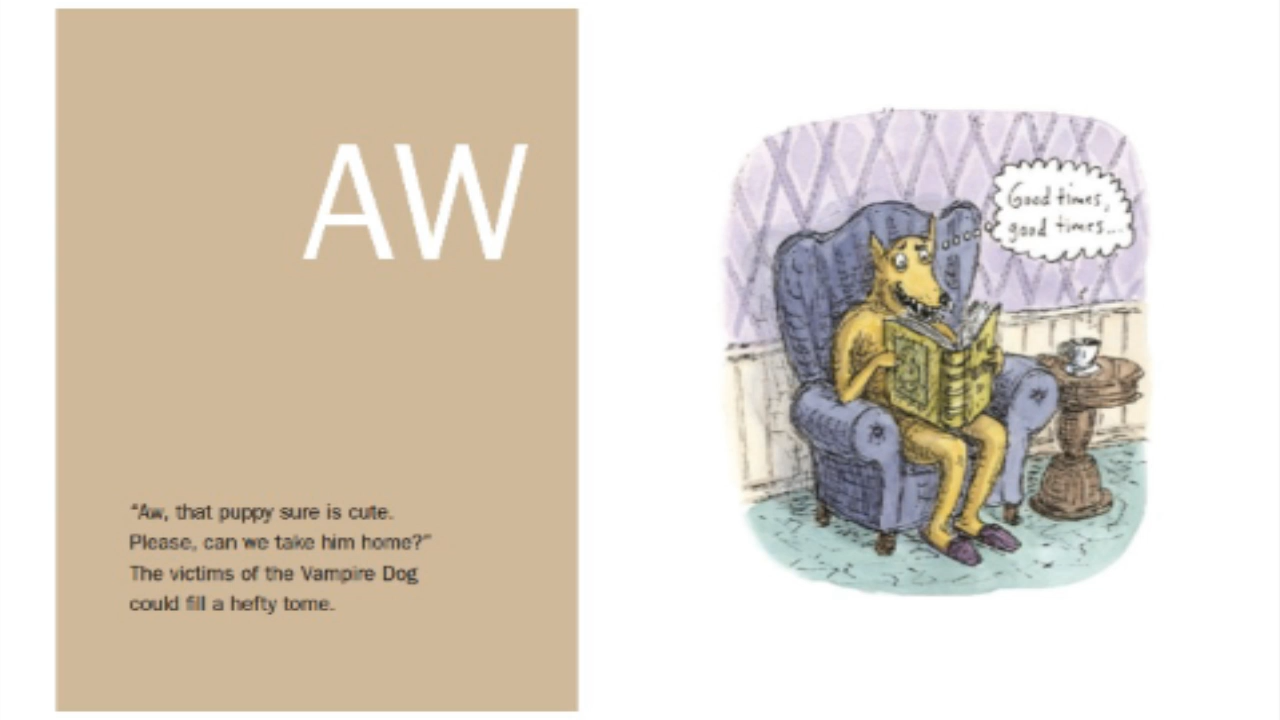 AW
“Aw, that puppy sure is cute.
Please, can we take him home?”
The victims of the Vampire Dog
could fill a hefty tome.
Good times,
good times...